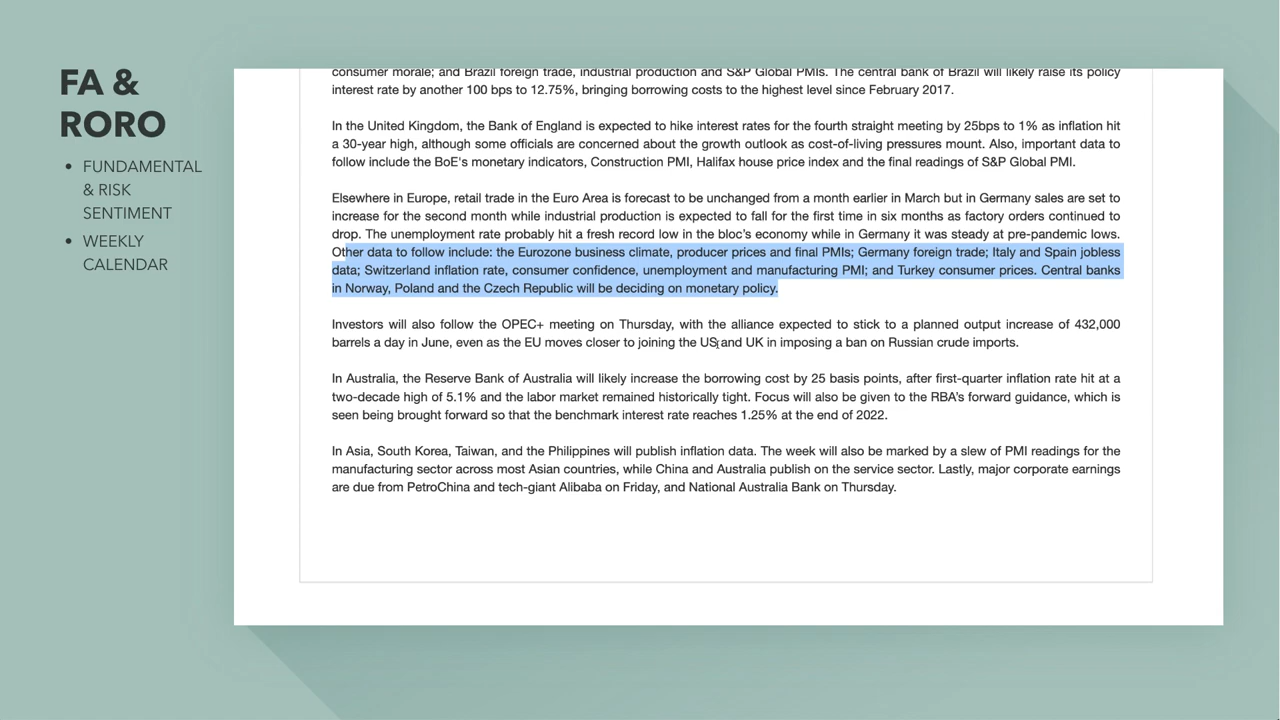 FA &
RORO
• FUNDAMENTAL
& RISK
SENTIMENT
• WEEKLY
CALENDAR
consumer morale; and Brazil foreign trade, industrial production and S&P Global PMIs. The central bank of Brazil will likely raise its policy
interest rate by another 100 bps to 12.75%, bringing borrowing costs to the highest level since February 2017.
In the United Kingdom, the Bank of England is expected to hike interest rates for the fourth straight meeting by 25bps to 1% as inflation hit
a 30-year high, although some officials are concerned about the growth outlook as cost-of-living pressures mount. Also, important data to
follow include the BoE's monetary indicators, Construction PMI, Halifax house price index and the final readings of S&P Global PMI.
Elsewhere in Europe, retail trade in the Euro Area is forecast to be unchanged from a month earlier in March but in Germany sales are set to
increase for the second month while industrial production is expected to fall for the first time in six months as factory orders continued to
drop. The unemployment rate probably hit a fresh record low in the bloc's economy while in Germany it was steady at pre-pandemic lows.
Other data to follow include: the Eurozone business climate, producer prices and final PMIs; Germany foreign trade; Italy and Spain jobless
data; Switzerland inflation rate, consumer confidence, unemployment and manufacturing PMI; and Turkey consumer prices. Central banks
in Norway, Poland and the Czech Republic will be deciding on monetary policy.
Investors will also follow the OPEC+ meeting on Thursday, with the alliance expected to stick to a planned output increase of 432,000
barrels a day in June, even as the EU moves closer to joining the US and UK in imposing a ban on Russian crude imports.
In Australia, the Reserve Bank of Australia will likely increase the borrowing cost by 25 basis points, after first-quarter inflation rate hit at a
two-decade high of 5.1% and the labor market remained historically tight. Focus will also be given to the RBA's forward guidance, which is
seen being brought forward so that the benchmark interest rate reaches 1.25% at the end of 2022.
In Asia, South Korea, Taiwan, and the Philippines will publish inflation data. The week will also be marked by a slew of PMI readings for the
manufacturing sector across most Asian countries, while China and Australia publish on the service sector. Lastly, major corporate earnings
are due from PetroChina and tech-giant Alibaba on Friday, and National Australia Bank on Thursday.